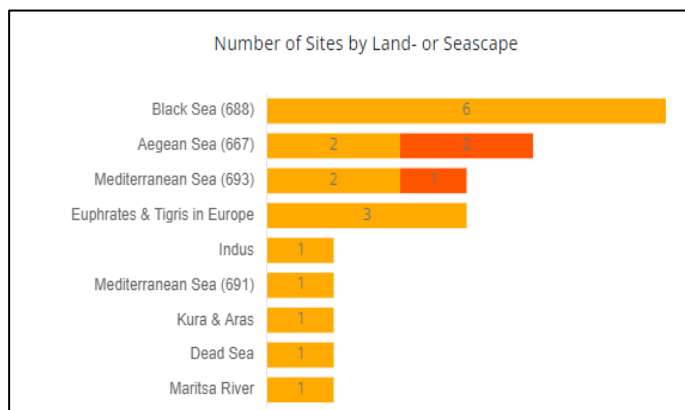 Number of Sites by Land- or Seascape
Black Sea (688) 6
Aegean Sea (667) 2 2
Mediterranean Sea (693) 2 1
Euphrates & Tigris in Europe 3
Indus 1
Mediterranean Sea (691) 1
Kura & Aras 1
Dead Sea 1
Maritsa River 1